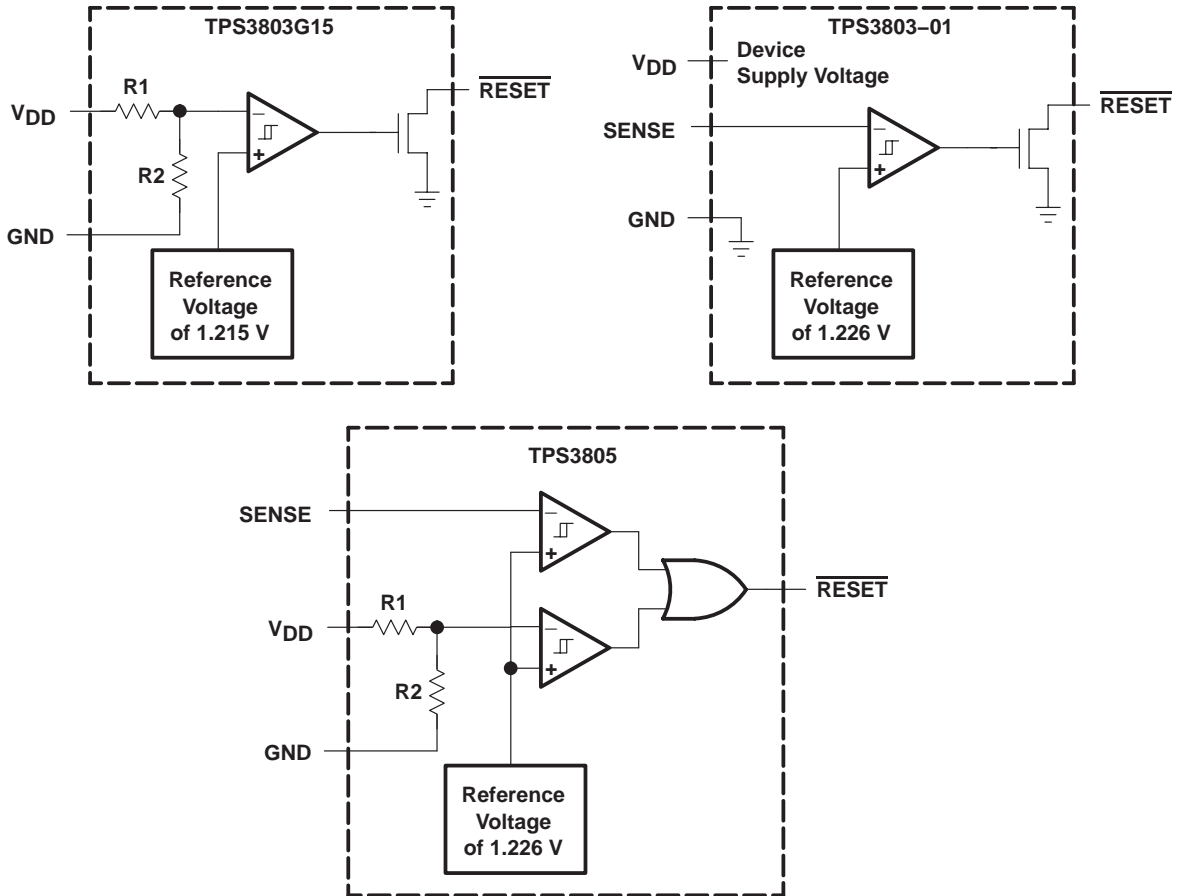 TPS3803G15
R1
VDD
R2
GND
−
+
RESET
Reference
Voltage
of 1.215 V
TPS3803–01
VDD
Device
Supply Voltage
SENSE
GND
−
+
RESET
Reference
Voltage
of 1.226 V
TPS3805
SENSE
−
+
R1
VDD
R2
GND
−
+
RESET
Reference
Voltage
of 1.226 V